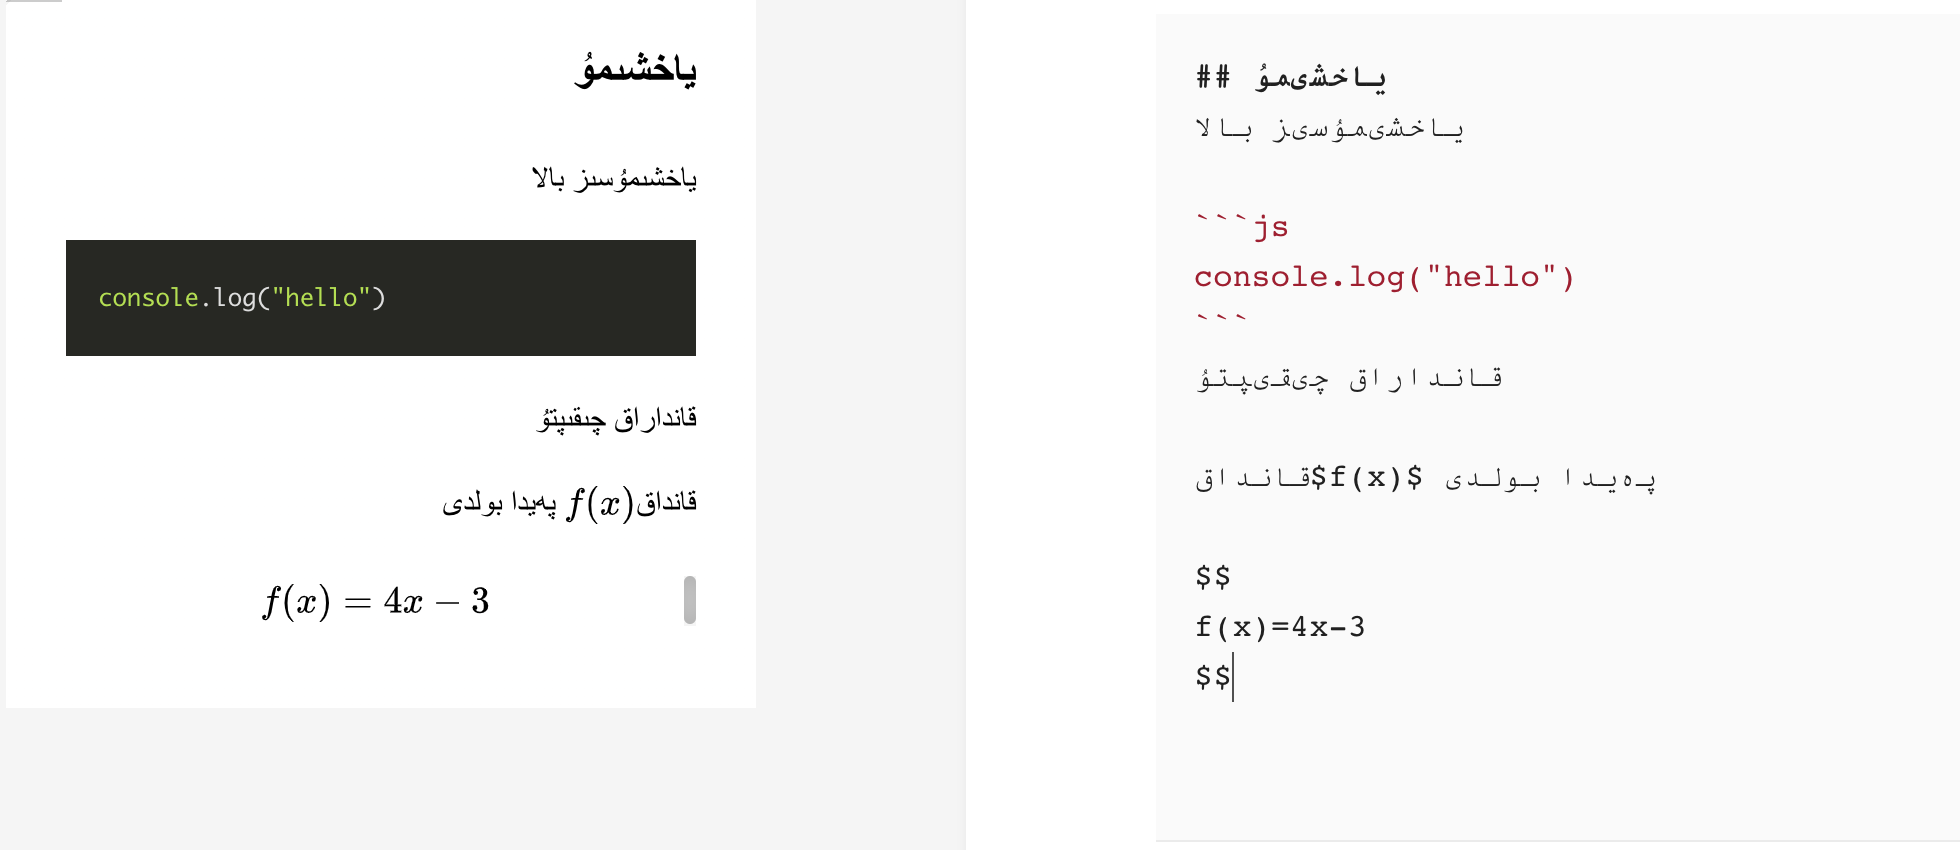 ياخشىمۇ
ياخشىمۇسىز بالا
console.log("hello")
قانداراق چىقىپتۇ
قانداق f(x) پەيدا بولدى
f(x) = 4x − 3
## ياخشىمۇ
ياخشىمۇسىز بالا
```js
console.log("hello")
```
قانداراق چىقىپتۇ
قانداق$f(x)$ پەيدا بولدى
$$
f(x)=4x-3
$$